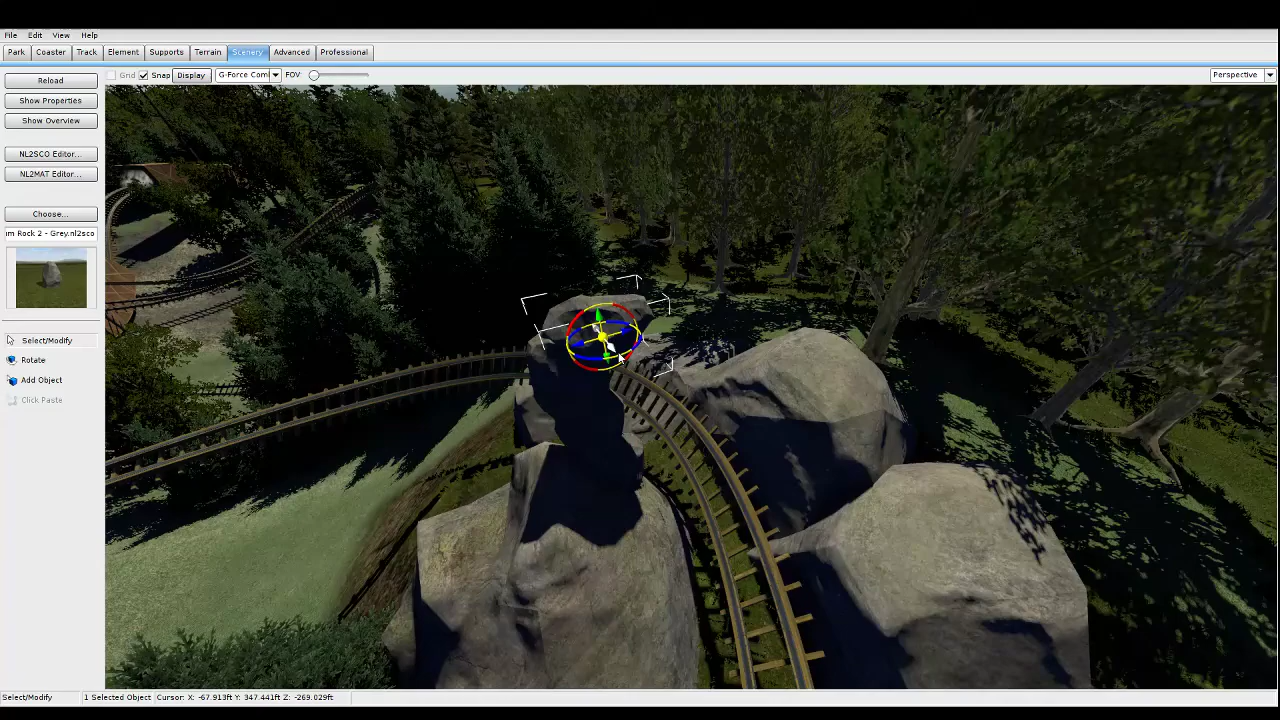 File Edit View Help
Park Coaster Track Element Supports Terrain Scenery Advanced Professional
Reload
Grid Snap Display G-Force Com FOV: Perspective
Show Properties
Show Overview
NL2SCO Editor...
NL2MAT Editor...
Choose...
im Rock 2 - Grey.nl2sco
Select/Modify
Rotate
Add Object
Click Paste
Select/Modify 1 Selected Object Cursor: X: -67.913ft Y: 347.441ft Z: -269.029ft